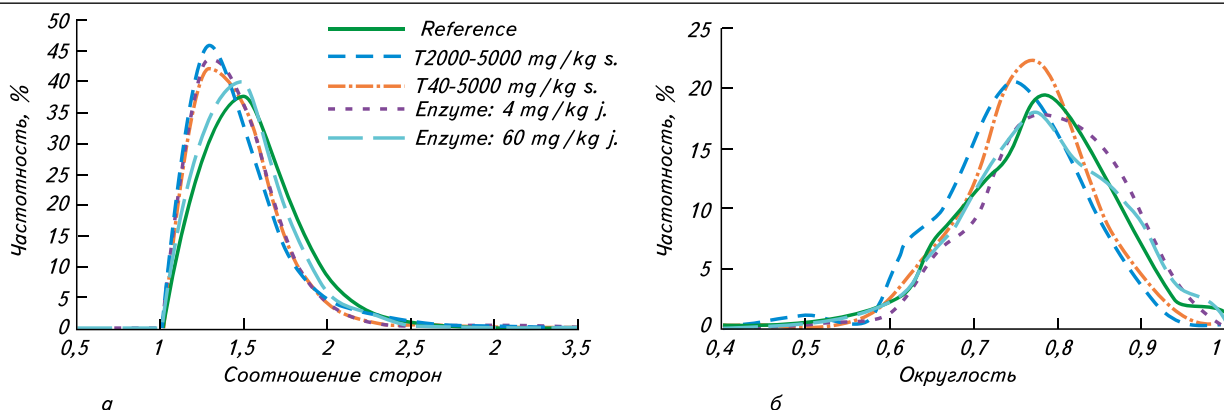 Частотность, %
50
45
40
35
30
25
20
15
10
5
0
0,5
1
1,5
2
2,5
2
3,5
Соотношение сторон
а
Reference
T2000-5000 mg/kg s.
T40-5000 mg/kg s.
Enzyme: 4 mg/kg j.
Enzyme: 60 mg/kg j.
Частотность, %
25
20
15
10
5
0
0,4
0,5
0,6
0,7
0,8
0,9
1
Округлость
б